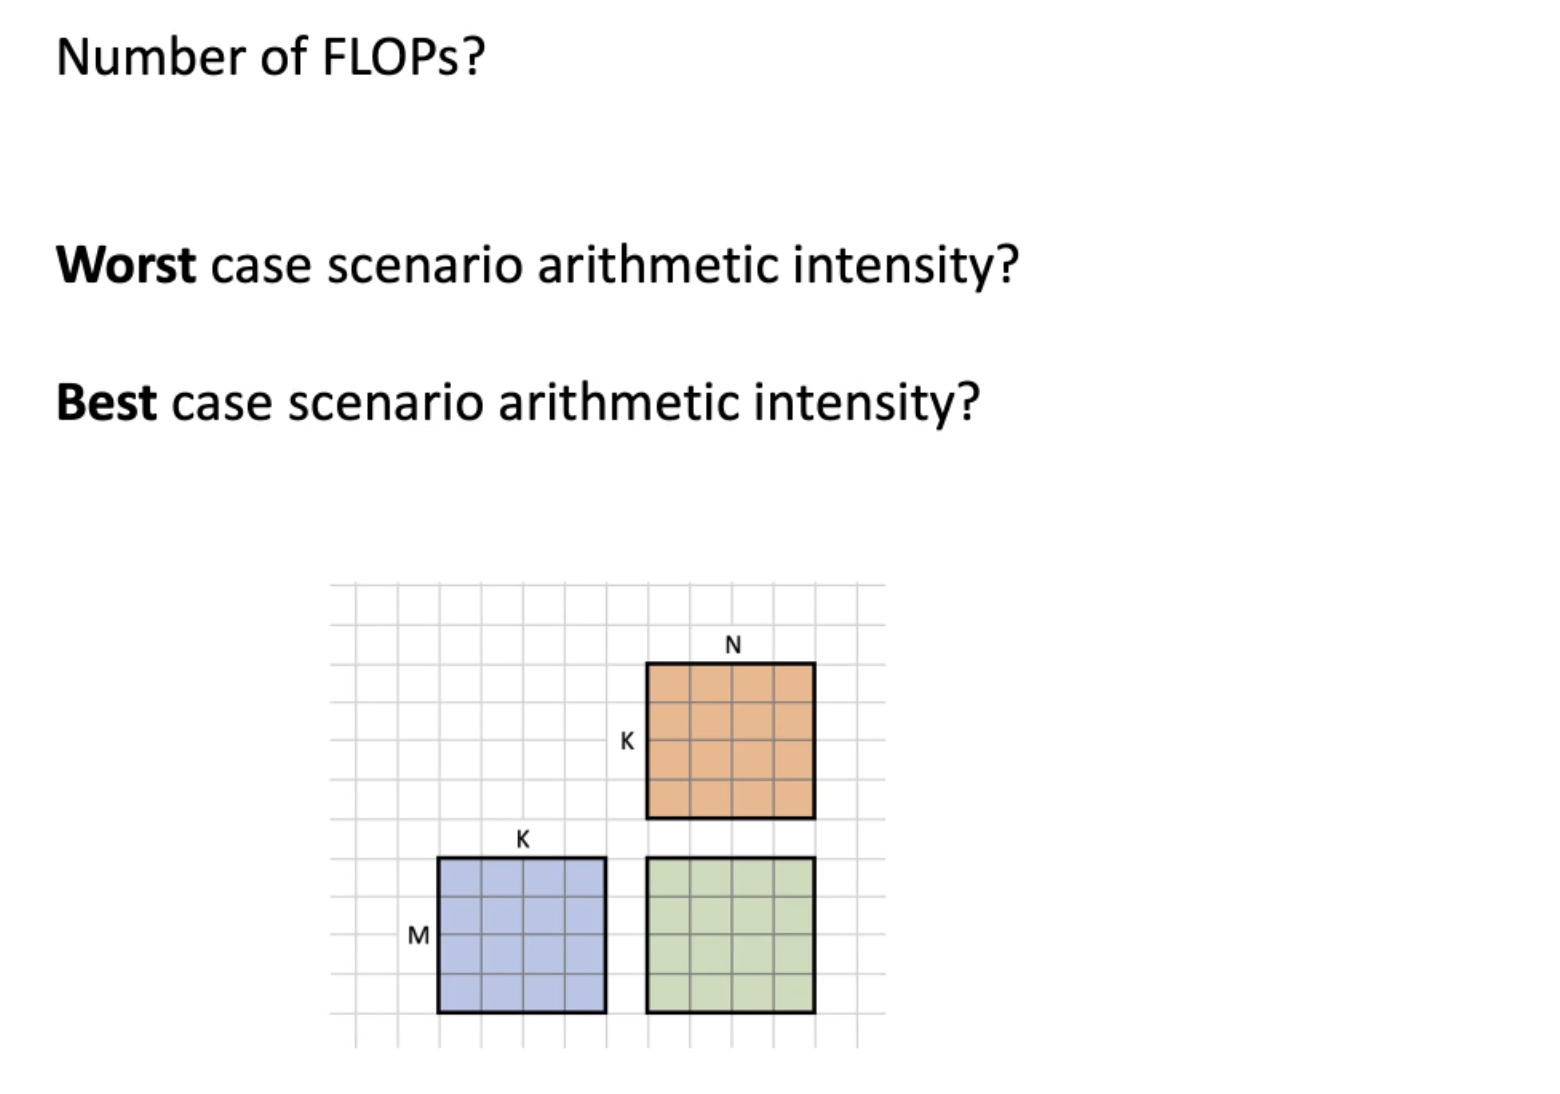 Number of FLOPs?
Worst case scenario arithmetic intensity?
Best case scenario arithmetic intensity?
N
K
K
M